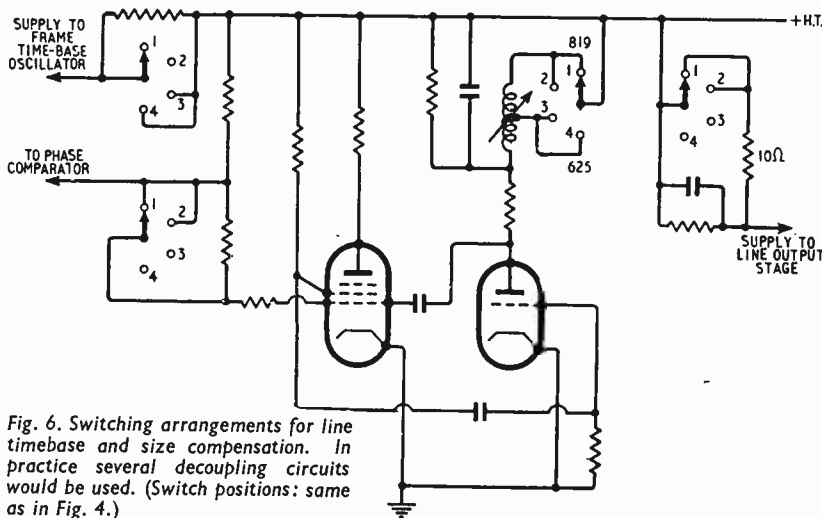 SUPPLY TO
FRAME
TIME-BASE
OSCILLATOR
1
2
3
4
819
1
2
3
4
625
+H.T.
1
2
3
4
10Ω
TO PHASE
COMPARATOR
1
2
3
4
SUPPLY TO
LINE OUTPUT
STAGE
Fig. 6. Switching arrangements for line
timebase and size compensation. In
practice several decoupling circuits
would be used. (Switch positions: same
as in Fig. 4.)